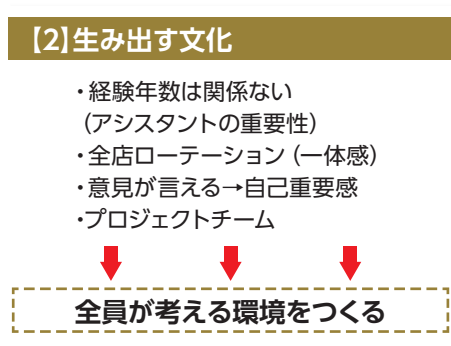 【2】生み出す文化
・経験年数は関係ない
(アシスタントの重要性)
・全店ローテーション (一体感)
・意見が言える→自己重要感
・プロジェクトチーム
全員が考える環境をつくる